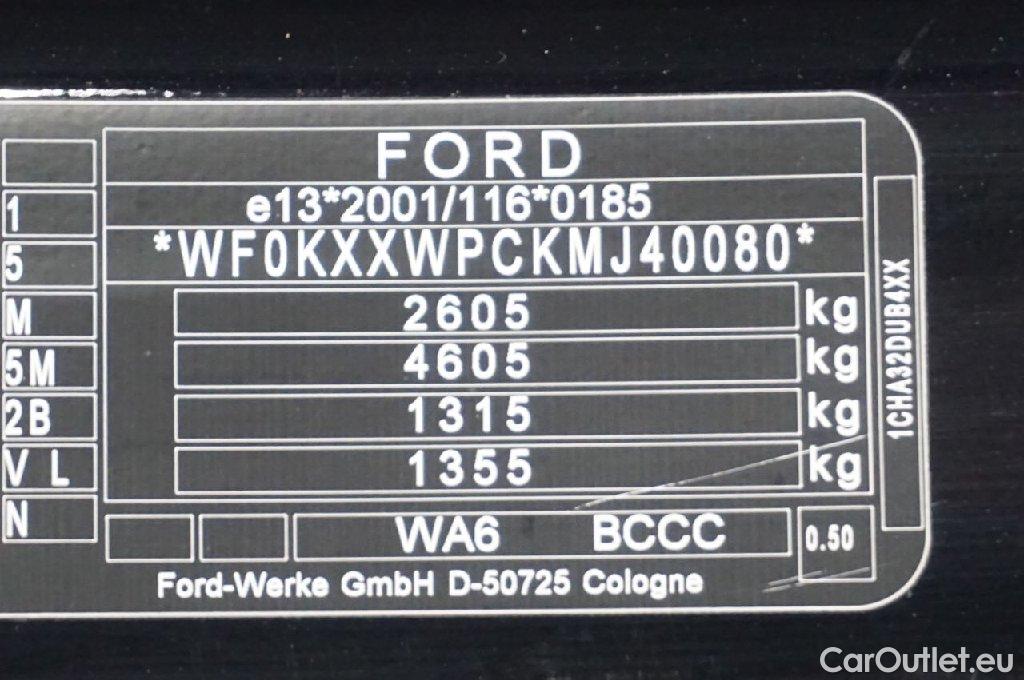 FORD
e13*2001/116*0185
*WF0KXXWPCKMJ40080*
2605 kg
4605 kg
1315 kg
1355 kg
1
5
M
5M
2B
V L
N
WA6 BCCC
0.50
Ford-Werke GmbH D-50725 Cologne
1CHA32DUB4XX
CarOutlet.eu